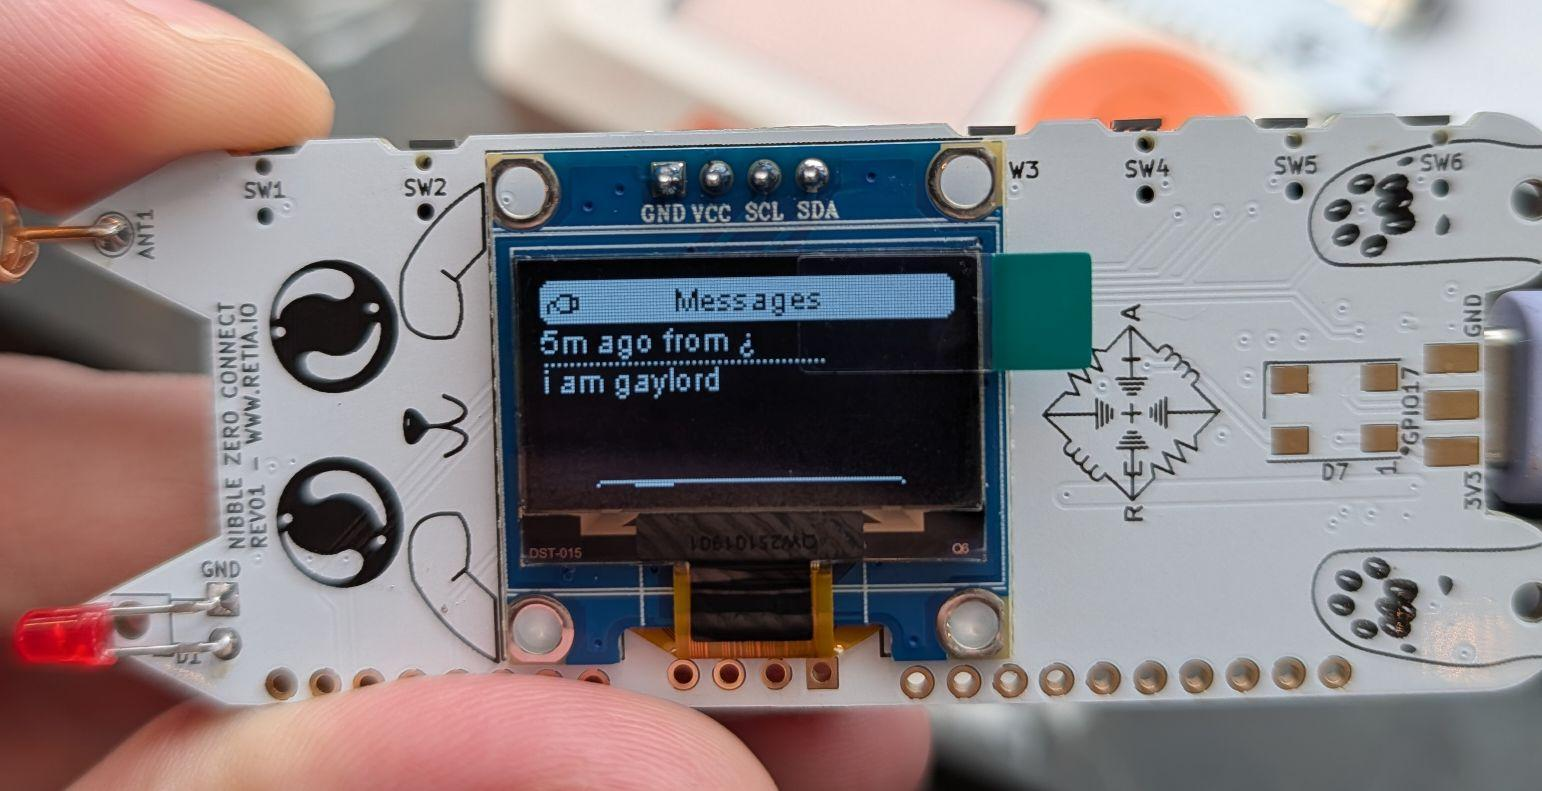 SW1
SW2
W3
SW4
SW5
SW6
GND VCC SCL SDA
ANT1
NIBBLE ZERO CONNECT
REV01 – WWW.RETIA.IO
Messages
5m ago from ¿
i am gaylord
DST-015
QW25101901
GND
D1
A
R
D7
1
GPIO17
GND
3V3